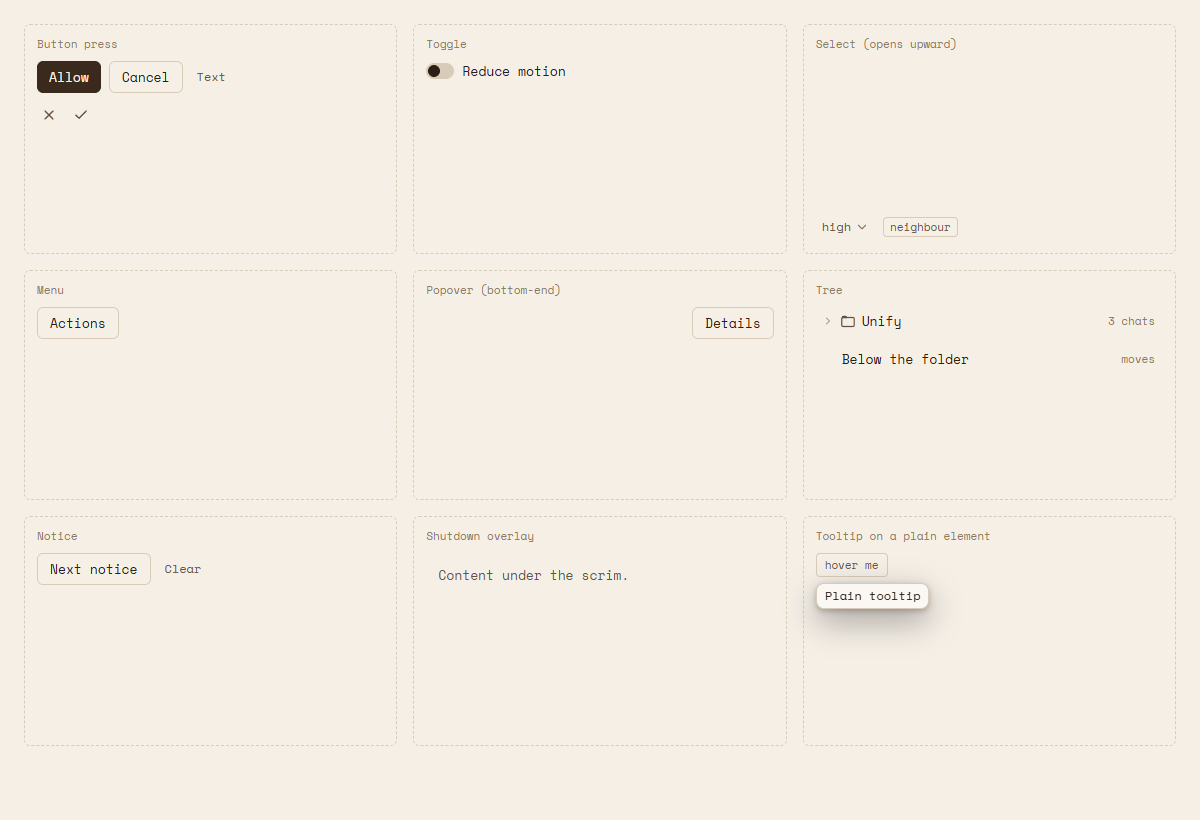 Button press
Allow Cancel Text
Toggle
Reduce motion
Select (opens upward)
high neighbour
Menu
Actions
Popover (bottom-end)
Details
Tree
Unify 3 chats
Below the folder moves
Notice
Next notice Clear
Shutdown overlay
Content under the scrim.
Tooltip on a plain element
hover me
Plain tooltip